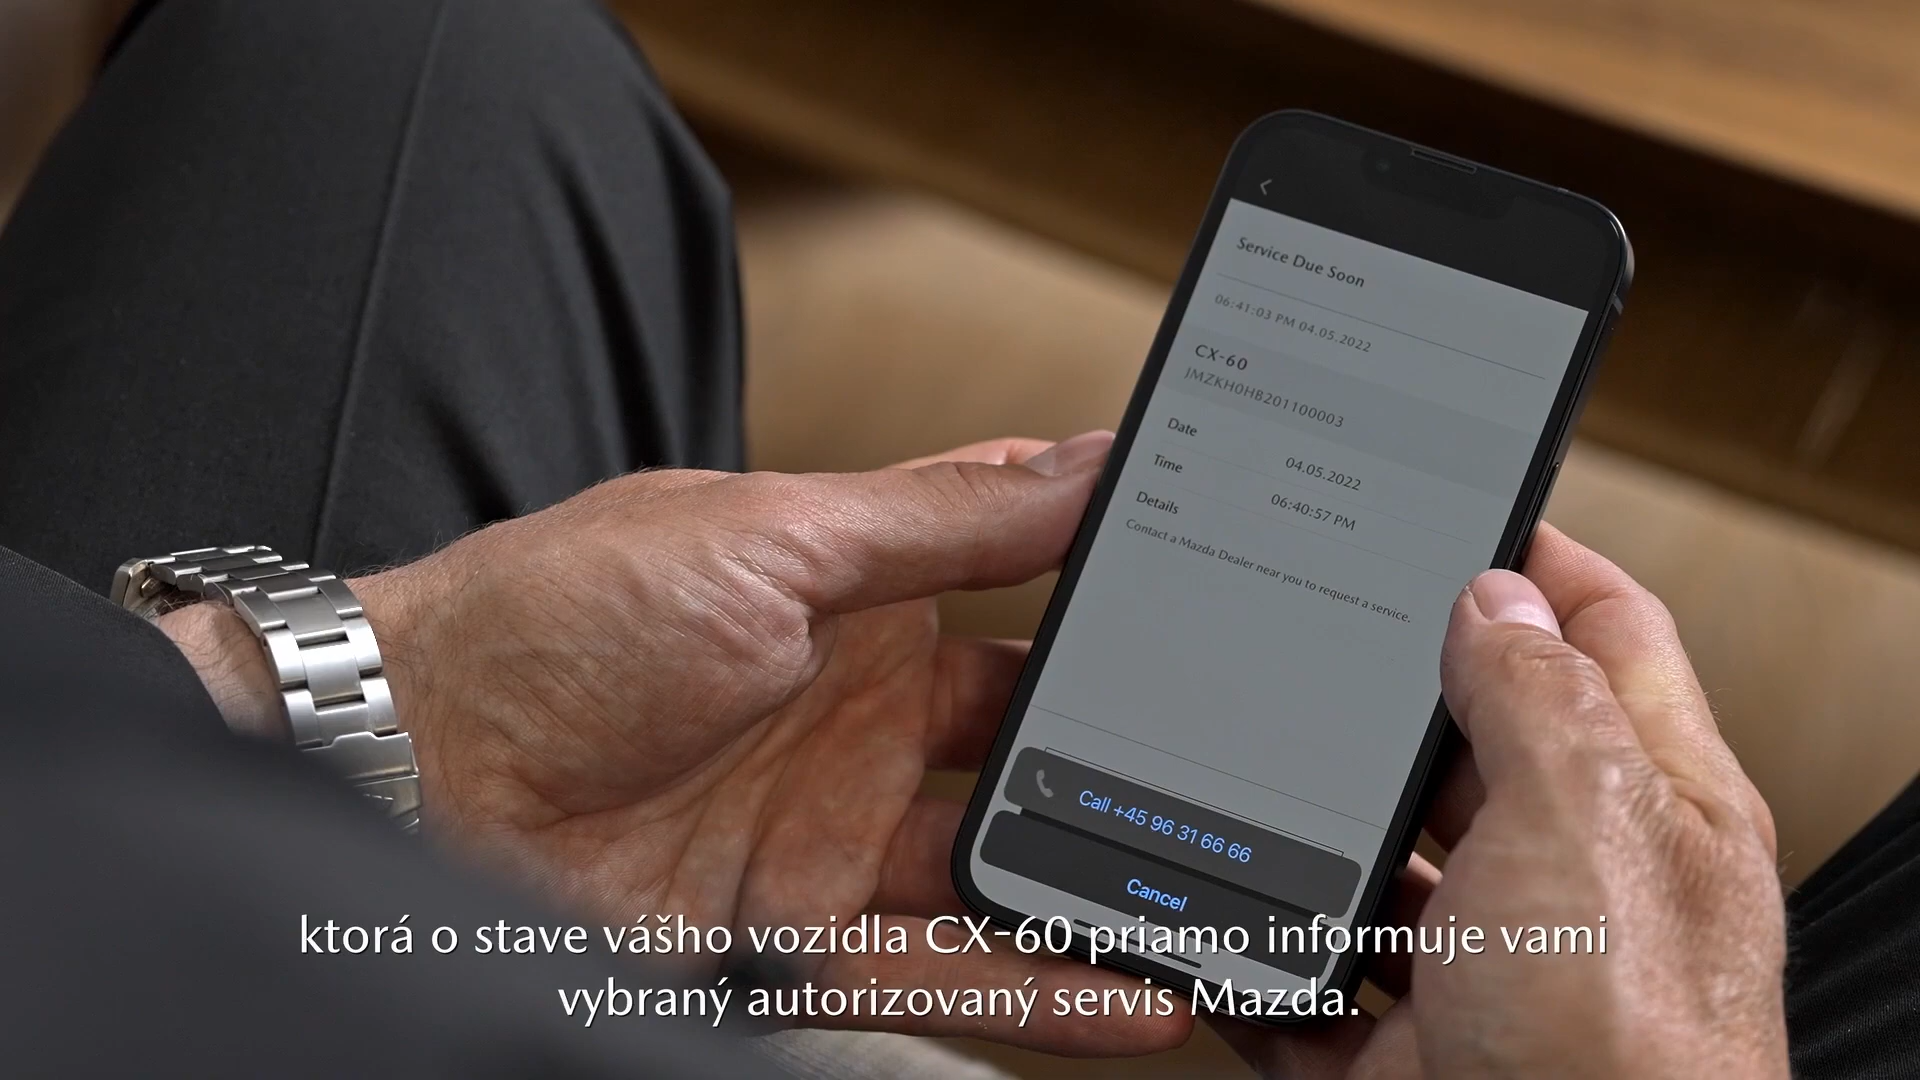 Service Due Soon
06:41:03 PM 04.05.2022
CX-60
JMZKH0HB201100003
Date
04.05.2022
Time
06:40:57 PM
Details
Contact a Mazda Dealer near you to request a service.
Call +45 96 31 66 66
Cancel
ktorá o stave vášho vozidla CX-60 priamo informuje vami
vybraný autorizovaný servis Mazda.